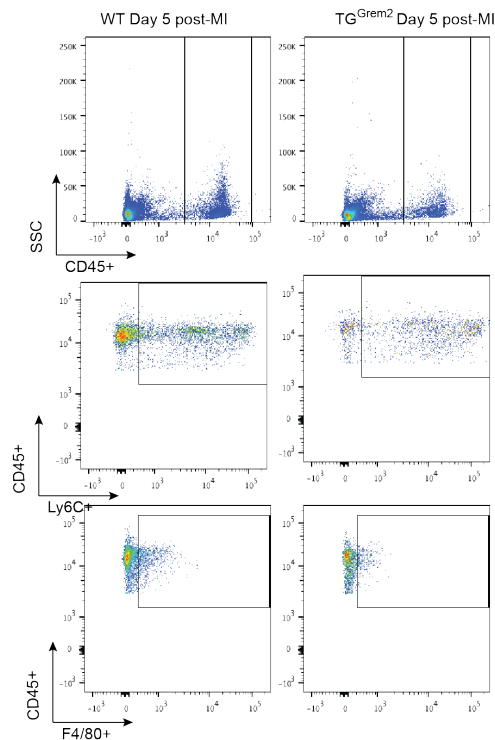 WT Day 5 post-MI
TGGrem2 Day 5 post-MI
250K
200K
150K
100K
50K
0
-10³ 0 10³ 10⁴ 10⁵
250K
200K
150K
100K
50K
0
-10³ 0 10³ 10⁴ 10⁵
SSC
CD45+
10⁵
10⁴
10³
0
-10³
-10³ 0 10³ 10⁴ 10⁵
10⁵
10⁴
10³
0
-10³
-10³ 0 10³ 10⁴ 10⁵
CD45+
Ly6C+
10⁵
10⁴
10³
0
-10³
-10³ 0 10³ 10⁴ 10⁵
10⁵
10⁴
10³
0
-10³
-10³ 0 10³ 10⁴ 10⁵
CD45+
F4/80+